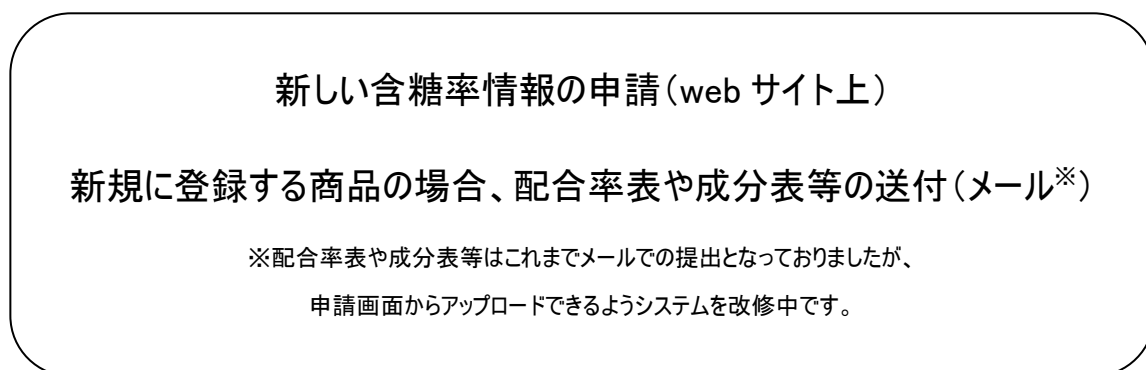 新しい含糖率情報の申請（web サイト上）
新規に登録する商品の場合、配合率表や成分表等の送付（メール※）
※配合率表や成分表等はこれまでメールでの提出となっておりましたが、
申請画面からアップロードできるようシステムを改修中です。